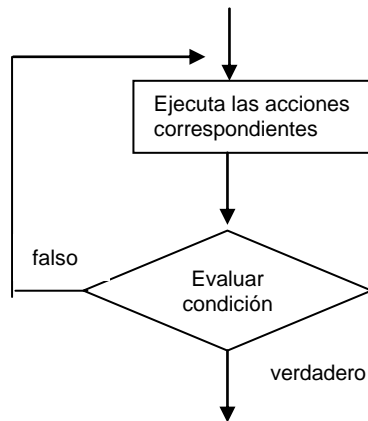 Ejecuta las acciones
correspondientes
falso
Evaluar
condición
verdadero